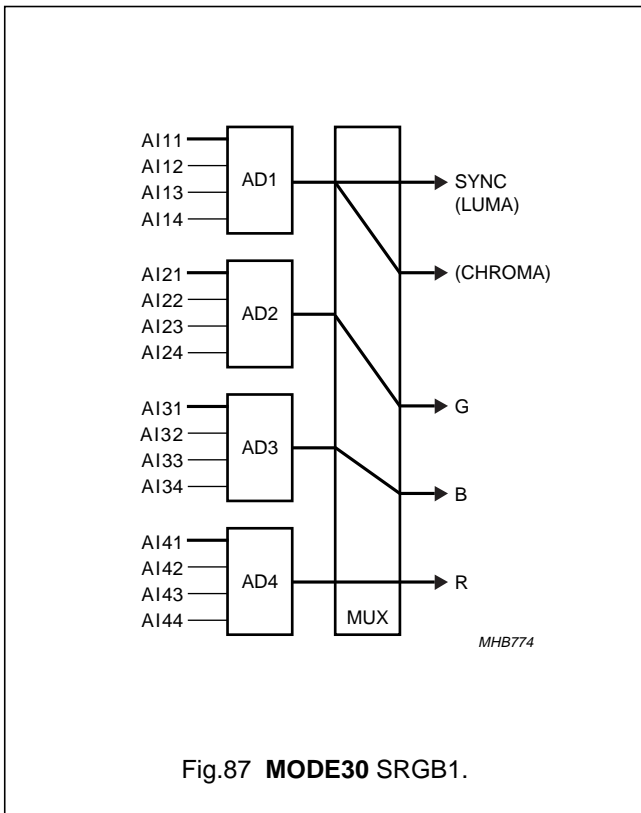 AI11
AI12
AI13
AI14
AD1
SYNC
(LUMA)
(CHROMA)
AI21
AI22
AI23
AI24
AD2
G
AI31
AI32
AI33
AI34
AD3
B
AI41
AI42
AI43
AI44
AD4
R
MUX
MHB774
Fig.87 MODE30 SRGB1.